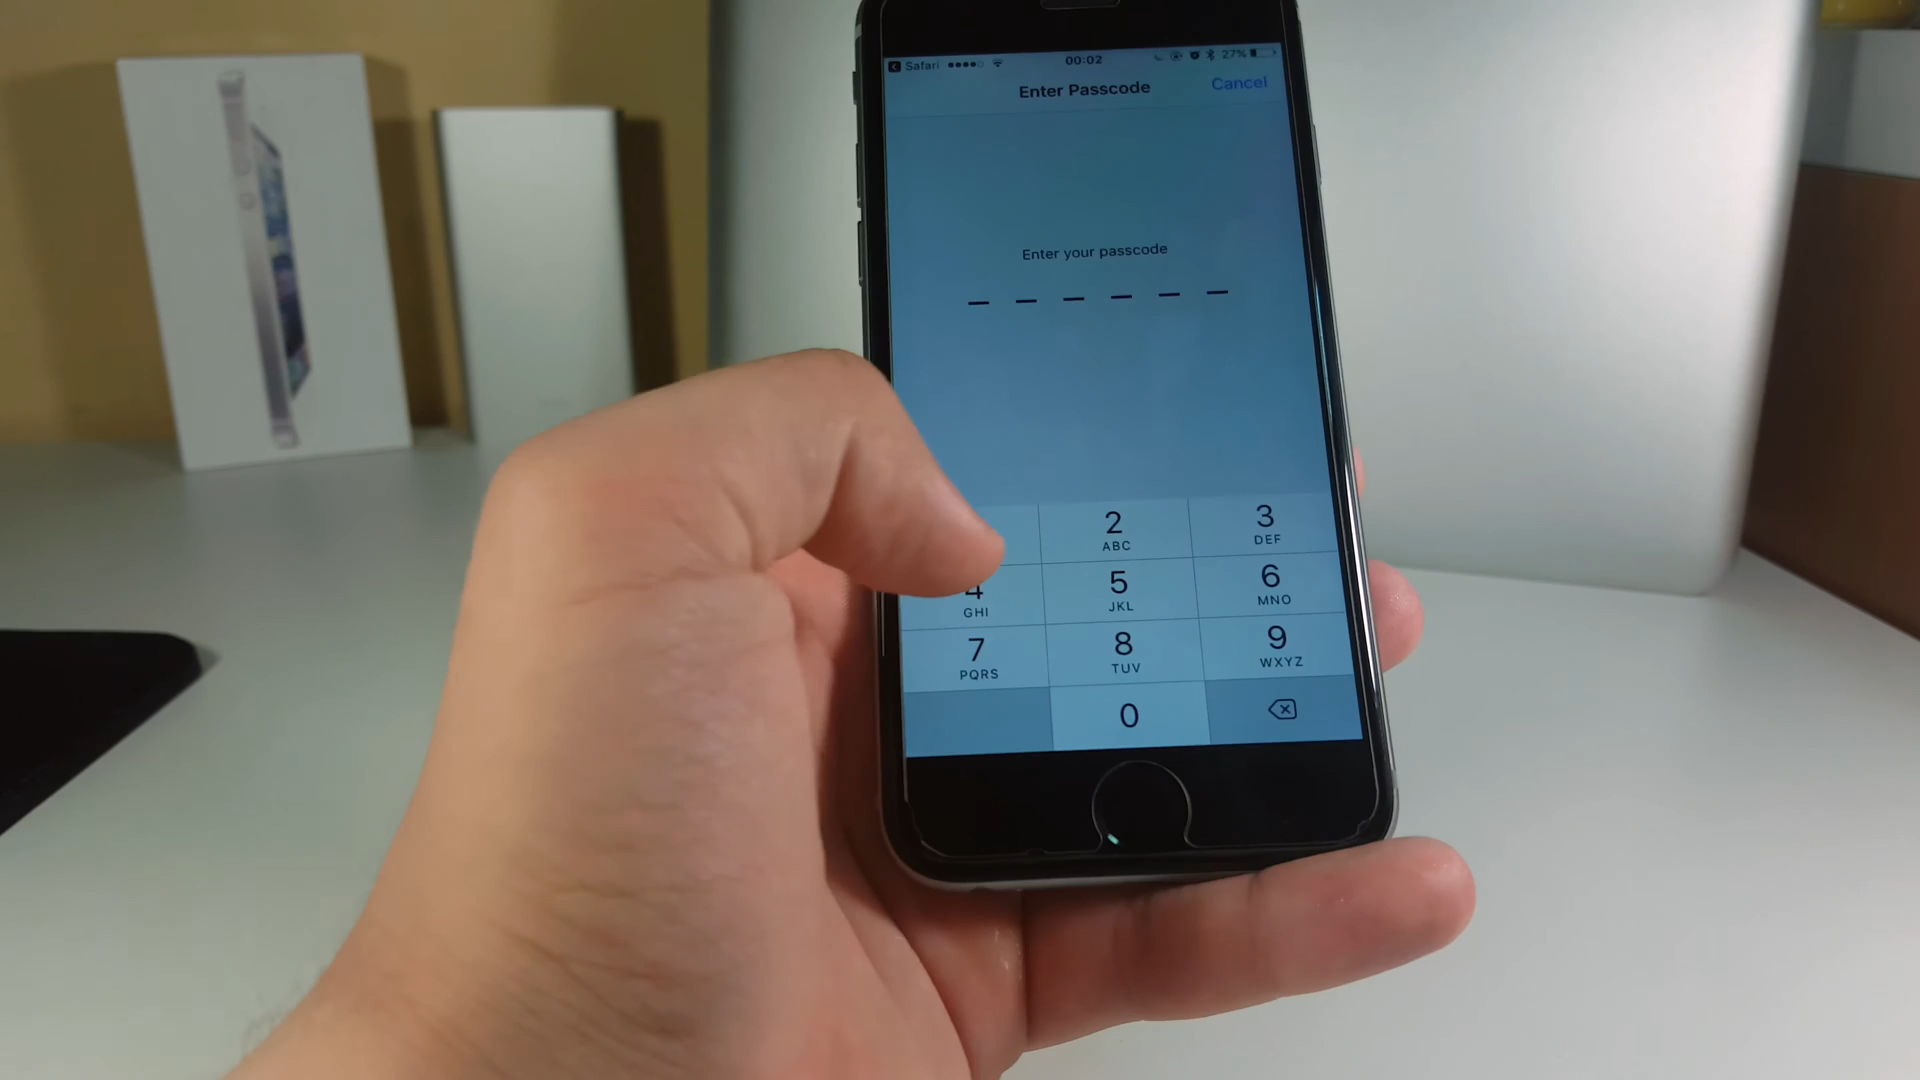 Safari 00:02 27%
Enter Passcode Cancel
Enter your passcode
2 3
ABC DEF
4 5 6
GHI JKL MNO
7 8 9
PQRS TUV WXYZ
0